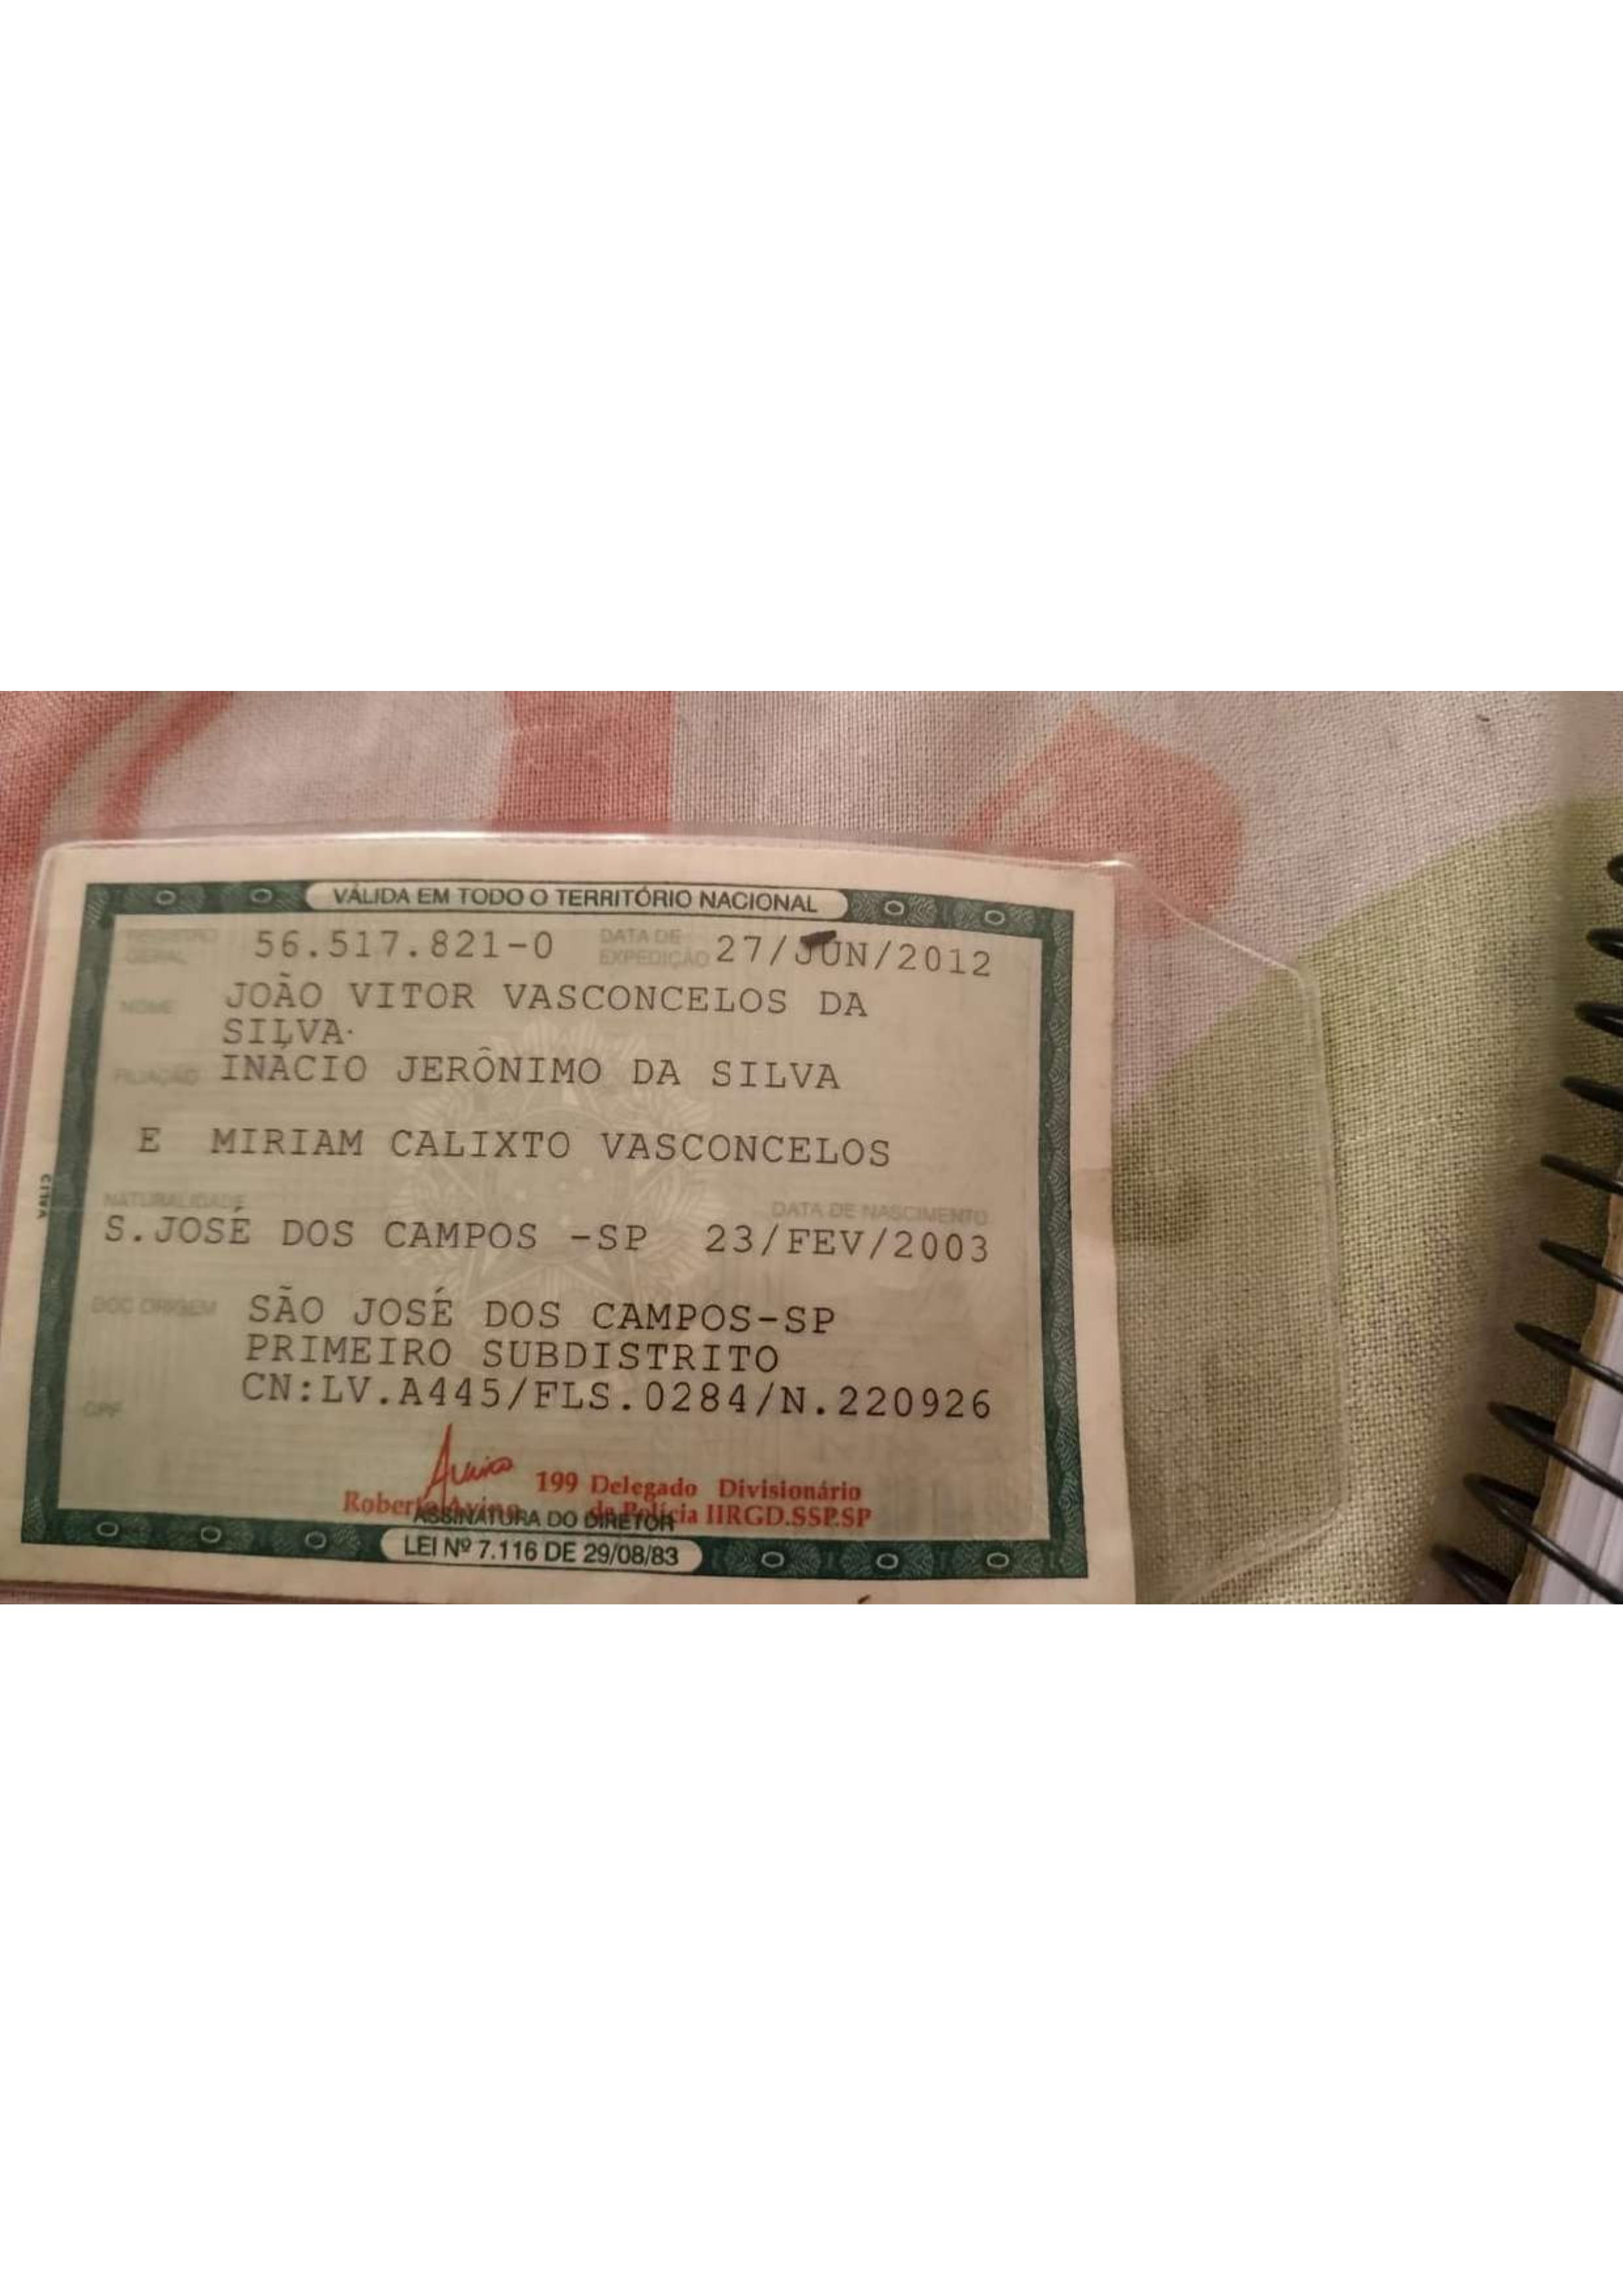 VÁLIDA EM TODO O TERRITÓRIO NACIONAL
REGISTRO GERAL 56.517.821-0 DATA DE EXPEDIÇÃO 27/JUN/2012
NOME JOÃO VITOR VASCONCELOS DA
SILVA
FILIAÇÃO INÁCIO JERÔNIMO DA SILVA
E MIRIAM CALIXTO VASCONCELOS
NATURALIDADE DATA DE NASCIMENTO
S.JOSÉ DOS CAMPOS -SP 23/FEV/2003
DOC ORIGEM SÃO JOSÉ DOS CAMPOS-SP
PRIMEIRO SUBDISTRITO
CN:LV.A445/FLS.0284/N.220926
CPF
199 Delegado Divisionário
Roberto Avino de Polícia IIRGD.SSP.SP
ASSINATURA DO DIRETOR
LEI Nº 7.116 DE 29/08/83